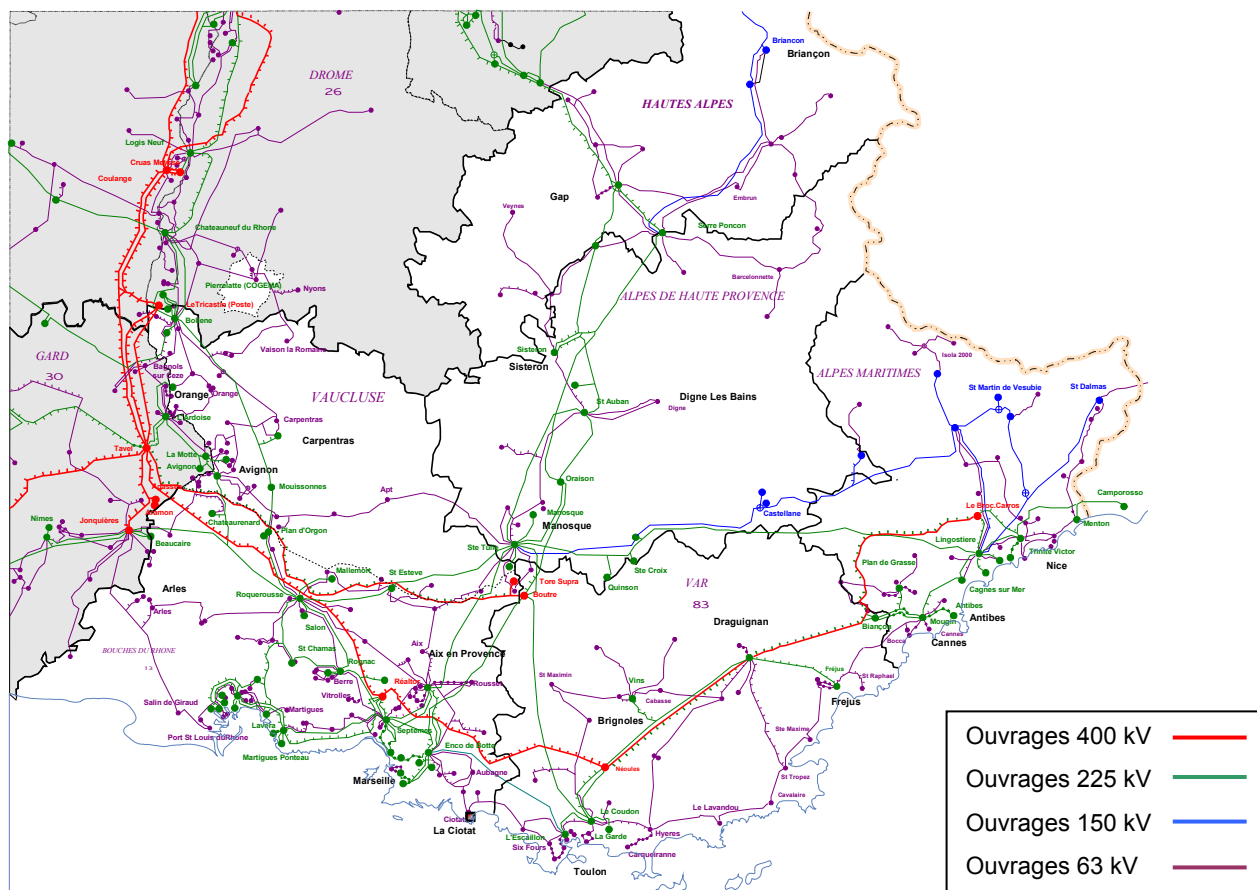 Briancon
Briançon
DROME
26
HAUTES ALPES
Logis Neuf
Cruas Meysse
Coulange
Gap
Embrun
Veynes
Chateauneuf du Rhone
Serre Poncon
Barcelonnette
Pierrelatte (COGEMA)
Nyons
ALPES DE HAUTE PROVENCE
LeTricastin (Poste)
Bollene
Vaison la Romaine
Sisteron
Sisteron
Isola 2000
GARD
30
Bagnols
sur Ceze
Orange
Orange
VAUCLUSE
ALPES MARITIMES
St Martin de Vesubie
St Dalmas
St Auban
Digne Les Bains
Digne
L'Ardoise
Carpentras
Carpentras
Tavel
La Motte
Avignon
Avignon
Mouissonnes
Oraison
Apt
Manosque
Manosque
Castellane
Camporosso
Le Broc.Carros
Menton
Nimes
Jonquières
Chateaurenard
Plan d'Orgon
Beaucaire
Ste Tulle
Lingostiere
Trinite Victor
Nice
Ste Croix
Quinson
Plan de Grasse
Mallemort
St Esteve
Tore Supra
Boutre
VAR
83
Cagnes sur Mer
Arles
Arles
Roquerousse
Salon
Draguignan
Biançon
Mougin
Antibes
Antibes
Cannes
Cannes
Bocca
BOUCHES DU RHONE
13
St Chamas
Rognac
Aix
Aix en Provence
Berre
Réaltor
Rousset
Vitrolles
St Maximin
Vins
Cabasse
Brignoles
Fréjus
St Raphael
Frejus
Salin de Giraud
Martigues
Lavera
Port St Louis duRhone
Martigues Ponteau
Septemes
Enco de Botte
Ste Maxime
Marseille
Aubagne
Néoules
St Tropez
Cavalaire
Ciotat
La Ciotat
Le Coudon
Le Lavandou
L'Escaillon
La Garde
Hyeres
Six Fours
Carqueiranne
Toulon
Ouvrages 400 kV
Ouvrages 225 kV
Ouvrages 150 kV
Ouvrages 63 kV